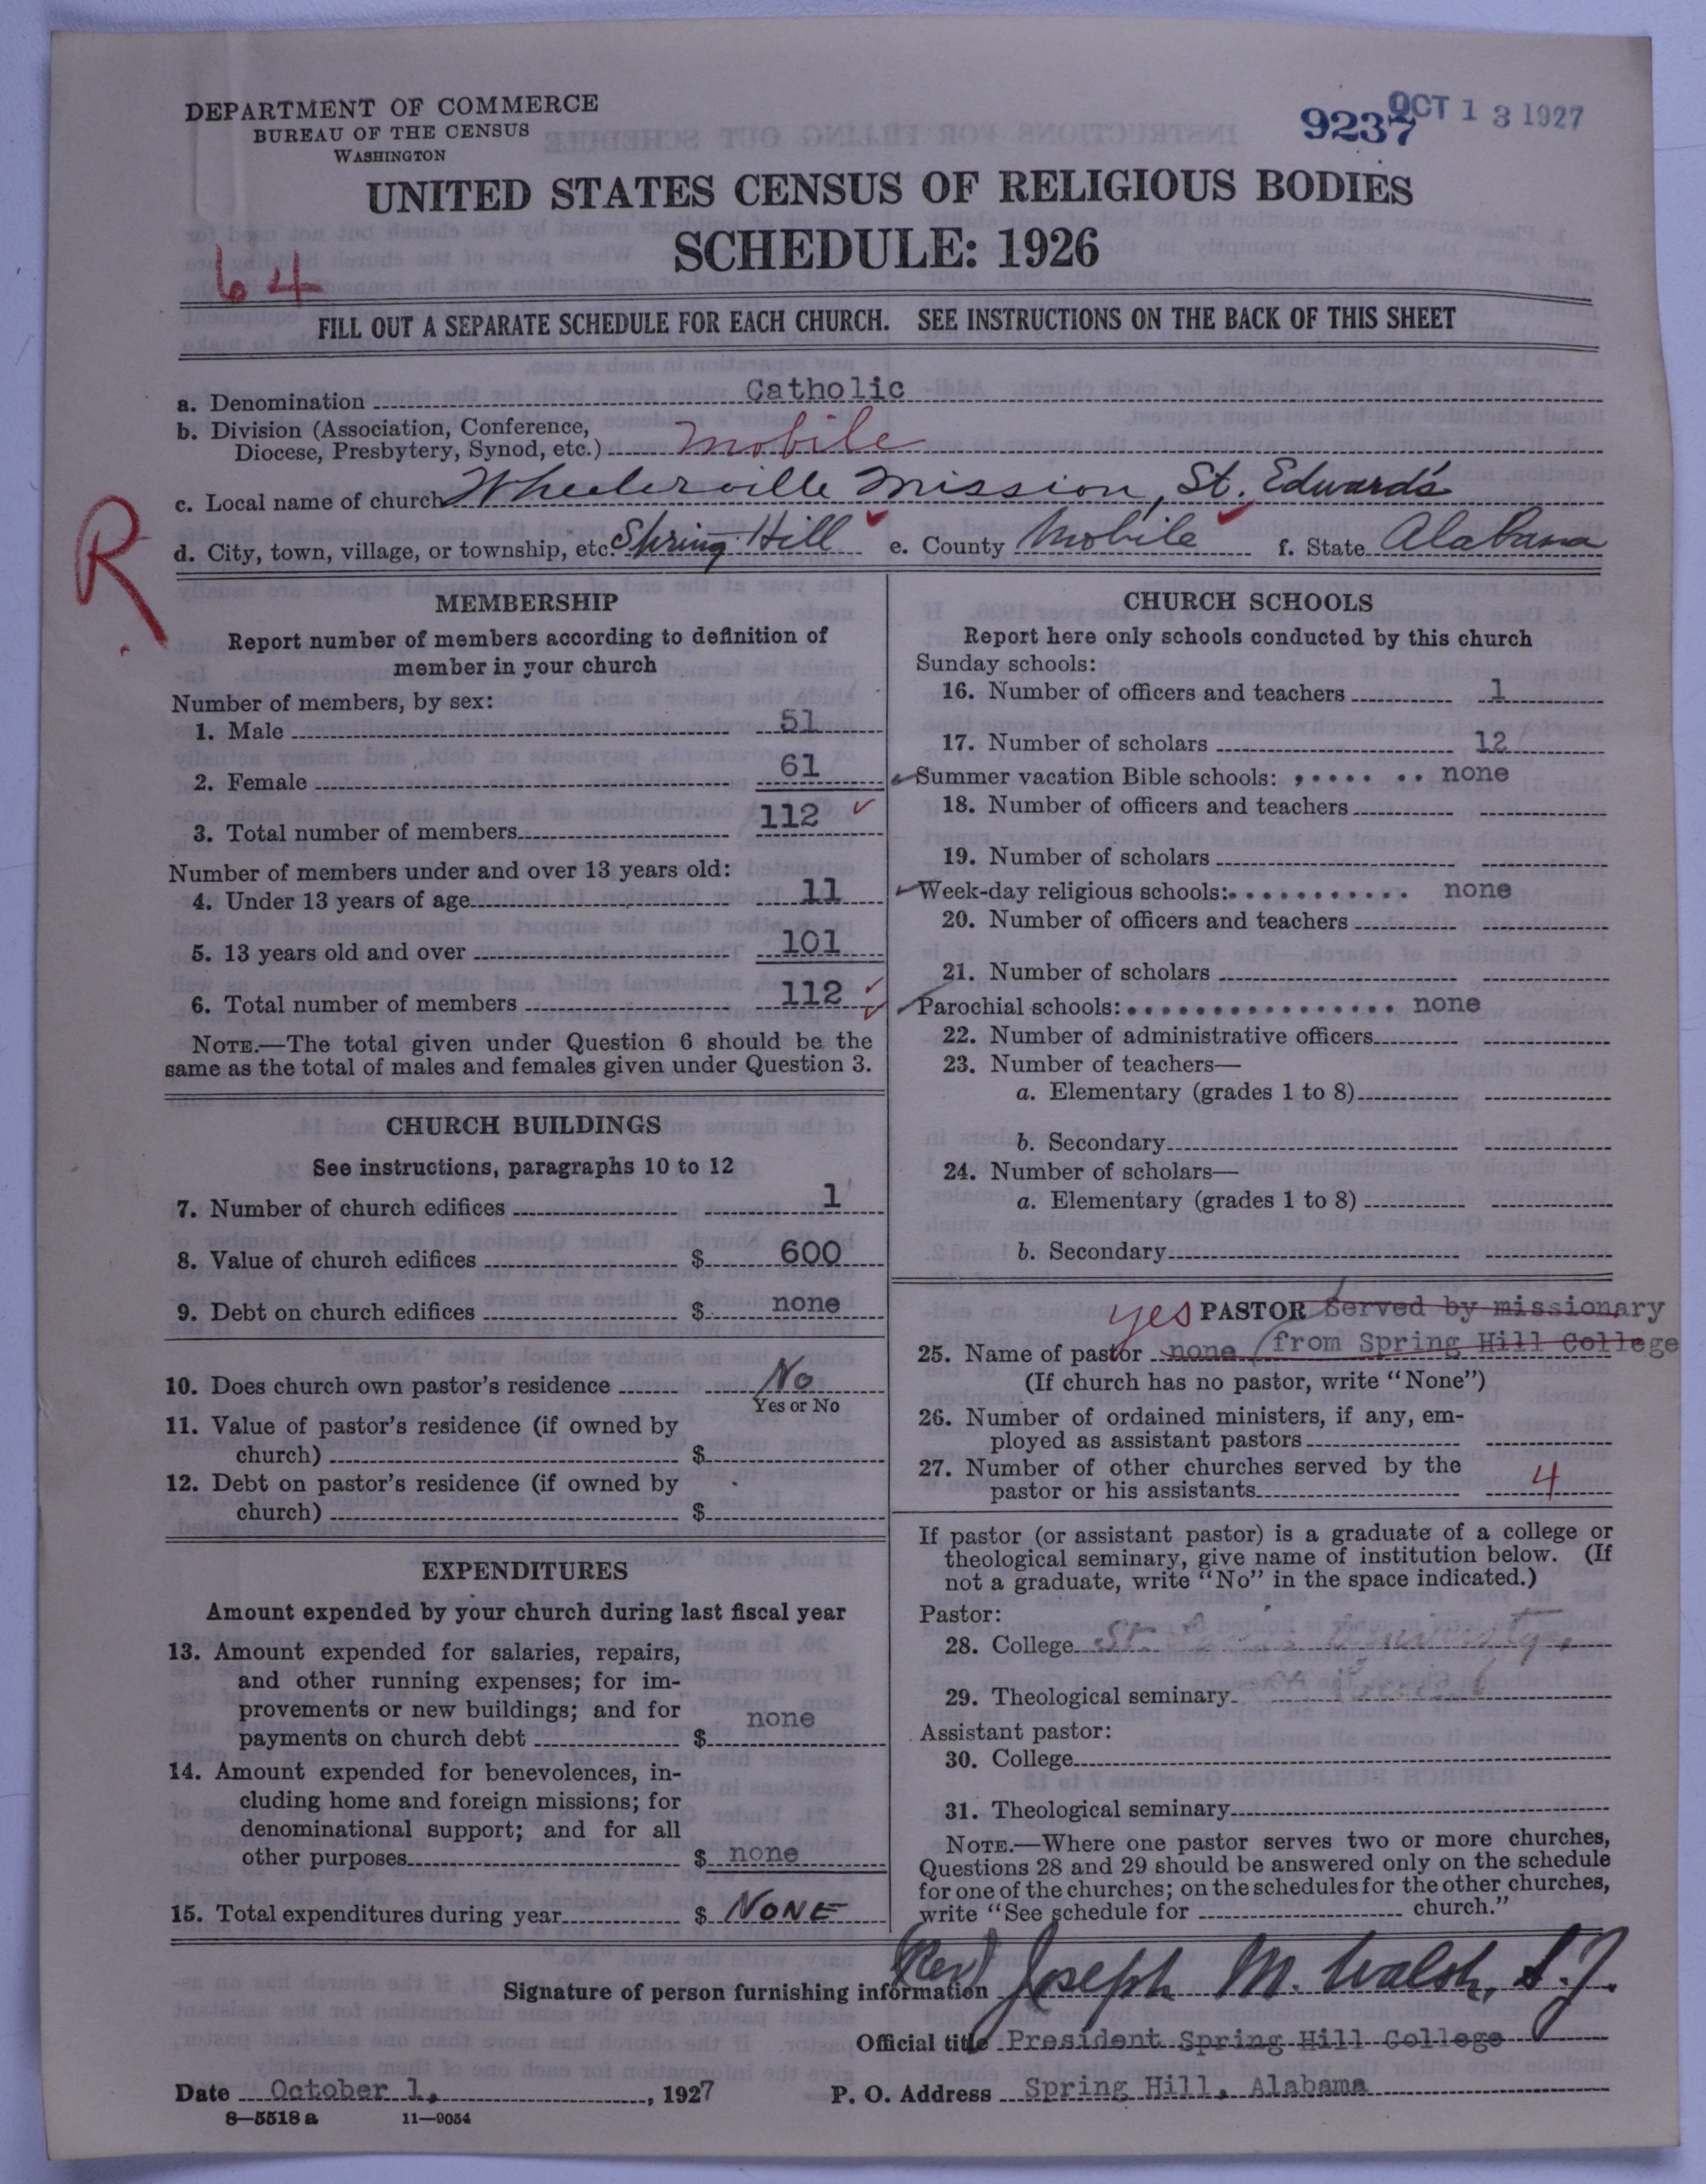 DEPARTMENT OF COMMERCE
BUREAU OF THE CENSUS
WASHINGTON
9237
OCT 13 1927
UNITED STATES CENSUS OF RELIGIOUS BODIES
SCHEDULE: 1926
64
FILL OUT A SEPARATE SCHEDULE FOR EACH CHURCH. SEE INSTRUCTIONS ON THE BACK OF THIS SHEET
a. Denomination Catholic
b. Division (Association, Conference,
Diocese, Presbytery, Synod, etc.) Mobile
c. Local name of church Wheelerville Mission, St. Edward's
R
d. City, town, village, or township, etc. Spring Hill e. County Mobile f. State Alabama
MEMBERSHIP
Report number of members according to definition of
member in your church
Number of members, by sex:
1. Male 51
2. Female 61
3. Total number of members 112
Number of members under and over 13 years old:
4. Under 13 years of age 11
5. 13 years old and over 101
6. Total number of members 112
NOTE.—The total given under Question 6 should be the
same as the total of males and females given under Question 3.
CHURCH BUILDINGS
See instructions, paragraphs 10 to 12
7. Number of church edifices 1
8. Value of church edifices $ 600
9. Debt on church edifices $ none
10. Does church own pastor's residence No
Yes or No
11. Value of pastor's residence (if owned by
church) $
12. Debt on pastor's residence (if owned by
church) $
EXPENDITURES
Amount expended by your church during last fiscal year
13. Amount expended for salaries, repairs,
and other running expenses; for im-
provements or new buildings; and for
payments on church debt $ none
14. Amount expended for benevolences, in-
cluding home and foreign missions; for
denominational support; and for all
other purposes $ none
15. Total expenditures during year $ NONE
CHURCH SCHOOLS
Report here only schools conducted by this church
Sunday schools:
16. Number of officers and teachers 1
17. Number of scholars 12
Summer vacation Bible schools: none
18. Number of officers and teachers
19. Number of scholars
Week-day religious schools: none
20. Number of officers and teachers
21. Number of scholars
Parochial schools: none
22. Number of administrative officers
23. Number of teachers—
a. Elementary (grades 1 to 8)
b. Secondary
24. Number of scholars—
a. Elementary (grades 1 to 8)
b. Secondary
yes PASTOR Served by missionary
25. Name of pastor none from Spring Hill College
(If church has no pastor, write "None")
26. Number of ordained ministers, if any, em-
ployed as assistant pastors
27. Number of other churches served by the
pastor or his assistants 4
If pastor (or assistant pastor) is a graduate of a college or
theological seminary, give name of institution below. (If
not a graduate, write "No" in the space indicated.)
Pastor:
28. College St. Louis University,
29. Theological seminary
Assistant pastor:
30. College
31. Theological seminary
NOTE.—Where one pastor serves two or more churches,
Questions 28 and 29 should be answered only on the schedule
for one of the churches; on the schedules for the other churches,
write "See schedule for church."
Signature of person furnishing information (Rev) Joseph M. Walsh, S.J.
Official title President Spring Hill College
Date October 1, , 1927 P. O. Address Spring Hill, Alabama
8—5518 a 11—9054